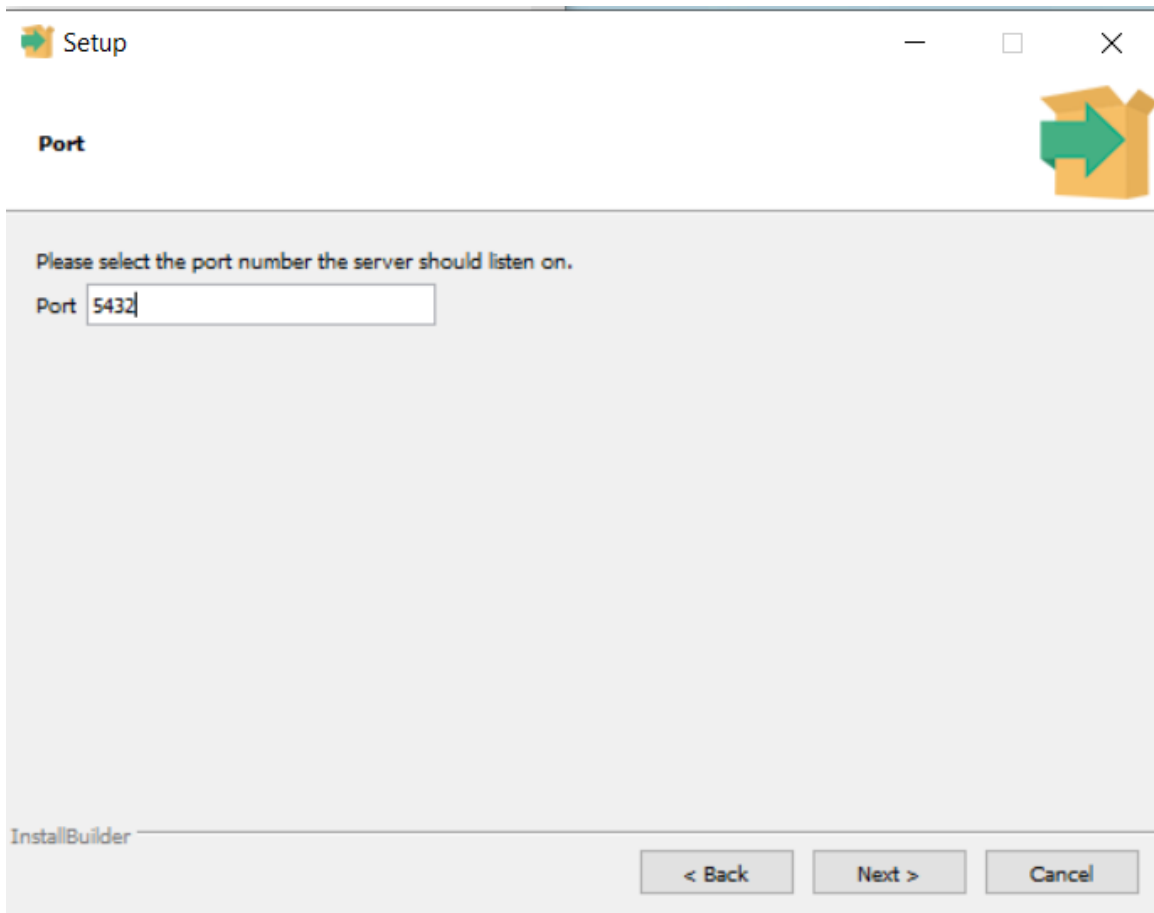 Setup
Port
Please select the port number the server should listen on.
Port 5432
InstallBuilder
< Back Next > Cancel